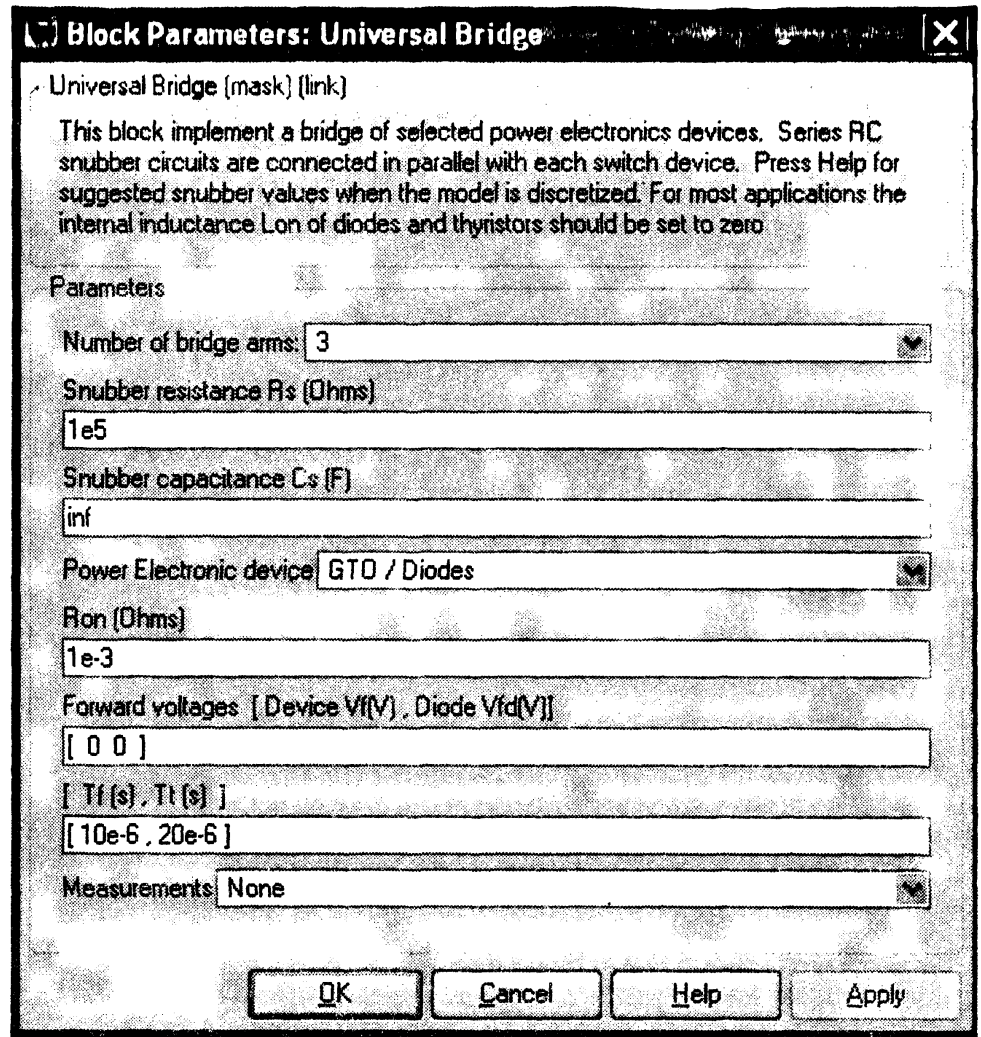 Block Parameters: Universal Bridge
Universal Bridge (mask) (link)
This block implement a bridge of selected power electronics devices. Series RC
snubber circuits are connected in parallel with each switch device. Press Help for
suggested snubber values when the model is discretized. For most applications the
internal inductance Lon of diodes and thyristors should be set to zero
Parameters
Number of bridge arms: 3
Snubber resistance Rs (Ohms)
1e5
Snubber capacitance Cs (F)
inf
Power Electronic device GTO / Diodes
Ron (Ohms)
1e-3
Forward voltages [ Device Vf(V) , Diode Vfd(V)]
[ 0 0 ]
[ Tf (s) , Tt (s) ]
[ 10e-6 , 20e-6 ]
Measurements None
OK Cancel Help Apply